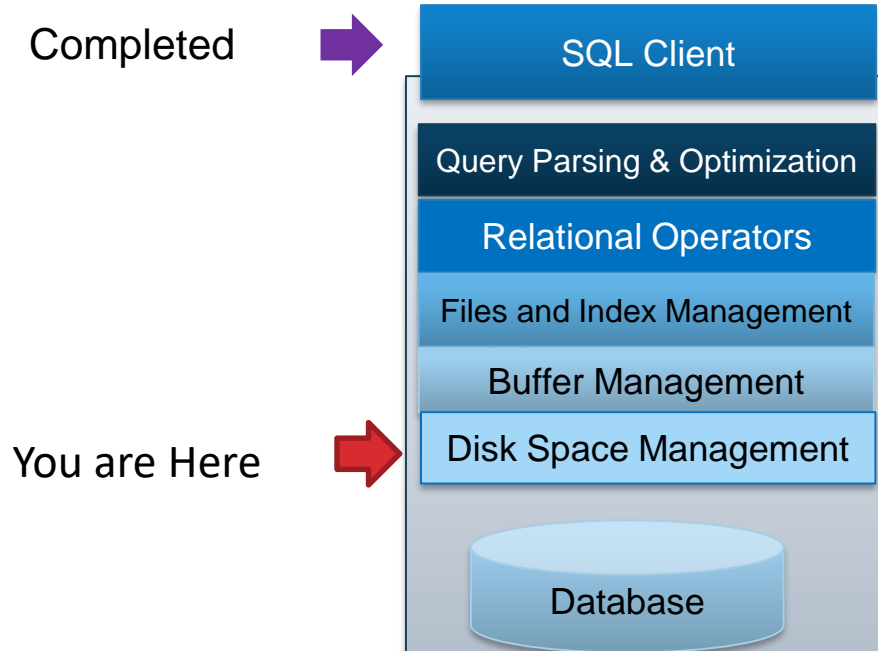 Completed
SQL Client
Query Parsing & Optimization
Relational Operators
Files and Index Management
Buffer Management
You are Here
Disk Space Management
Database